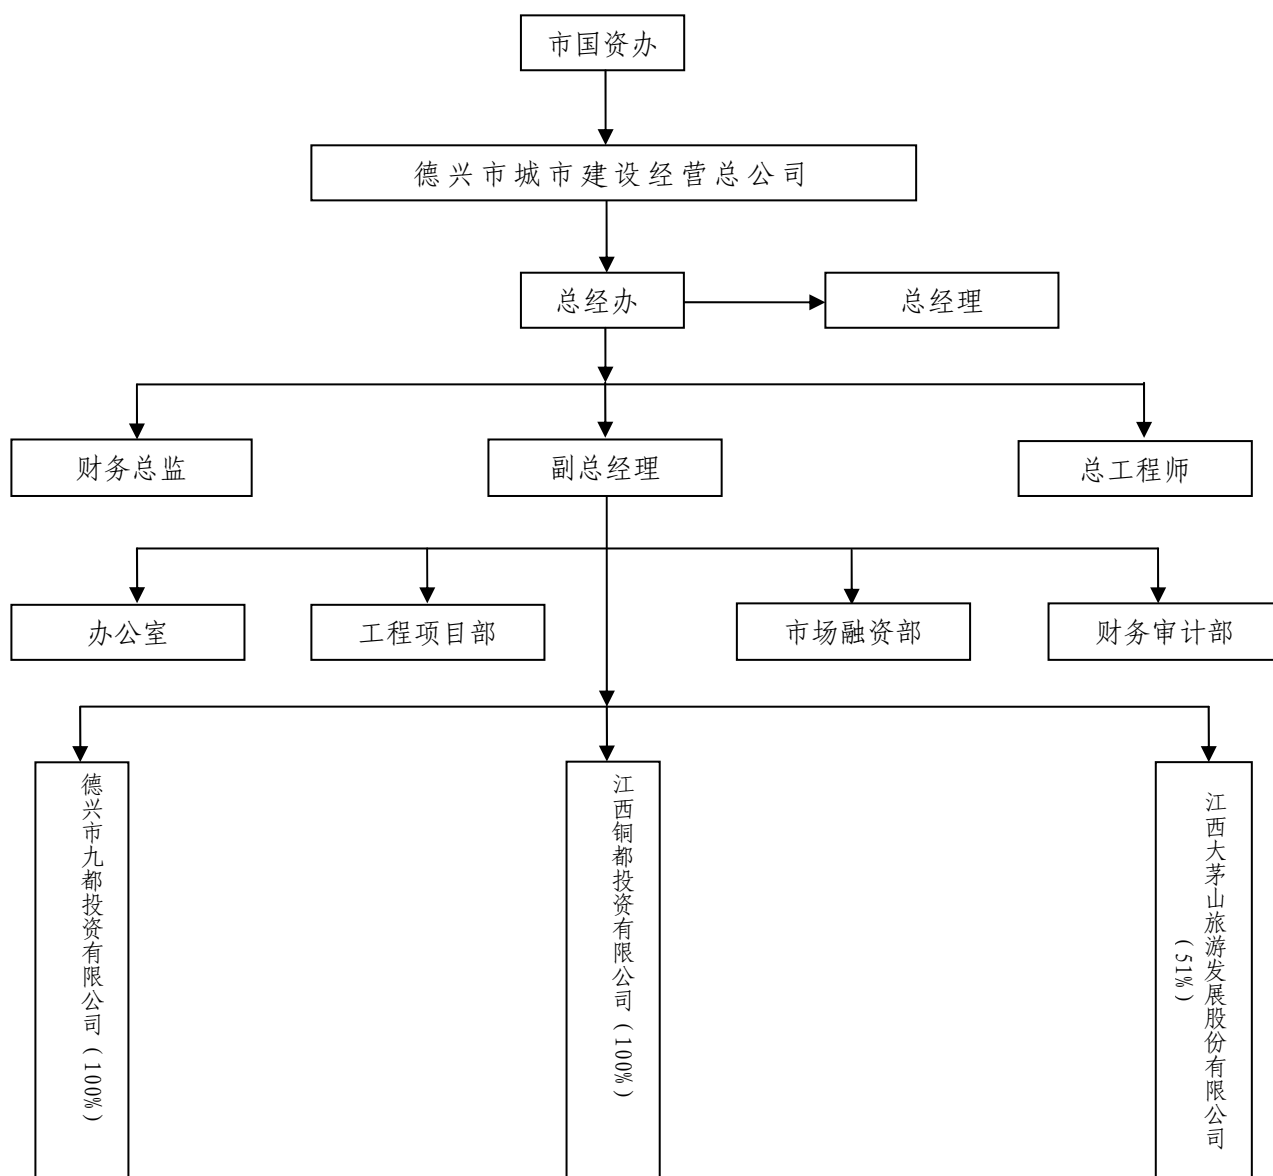 市国资办
德兴市城市建设经营总公司
总经办
总经理
财务总监
副总经理
总工程师
办公室
工程项目部
市场融资部
财务审计部
德兴市九都投资有限公司（100%）
江西铜都投资有限公司（100%）
江西大茅山旅游发展股份有限公司
（51%）